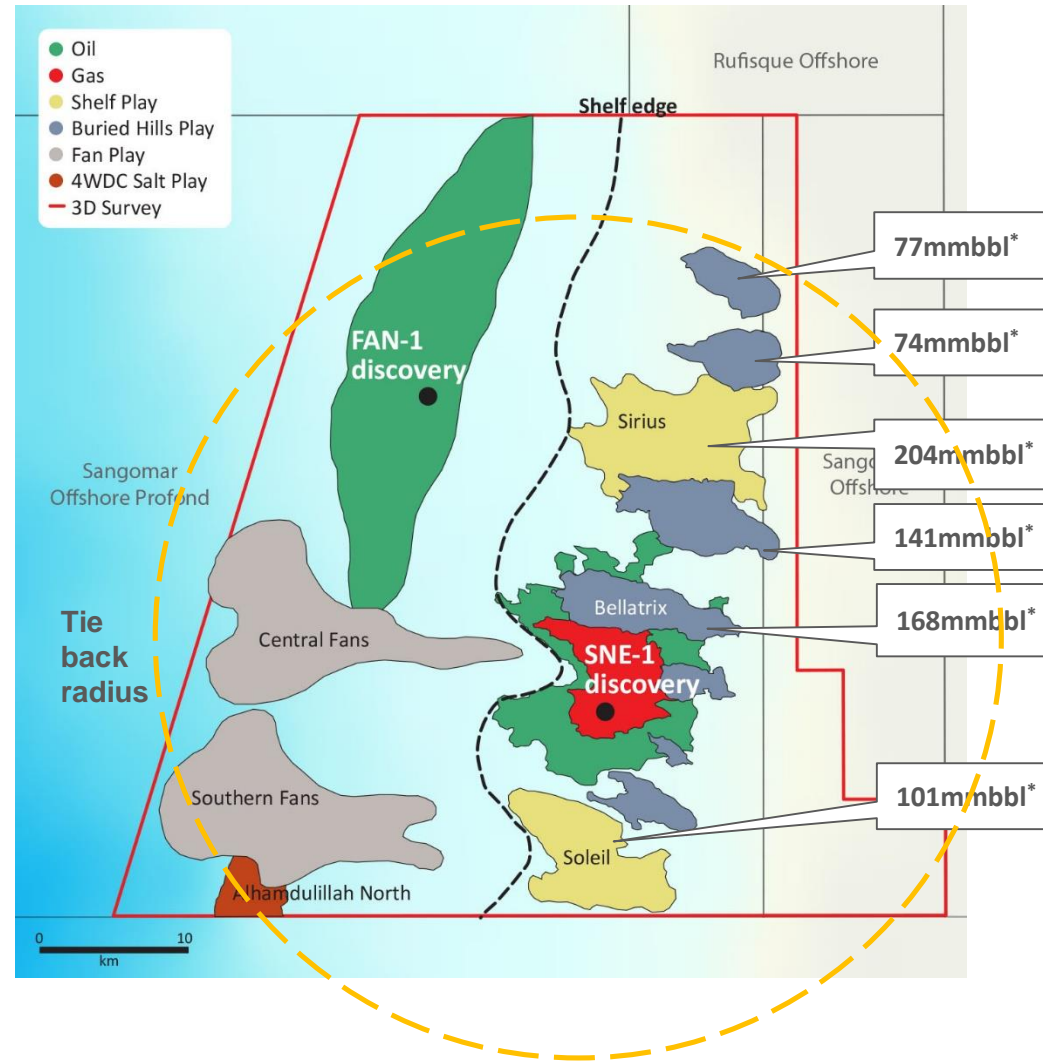 Oil
Gas
Shelf Play
Buried Hills Play
Fan Play
4WDC Salt Play
3D Survey
Rufisque Offshore
Shelf edge
77mmbbl*
FAN-1
discovery
74mmbbl*
Sirius
204mmbbl*
Sangomar
Offshore Profond
Offshore
141mmbbl*
Bellatrix
168mmbbl*
Tie
back
radius
Central Fans
SNE-1
discovery
Southern Fans
101mmbbl*
Soleil
Alhamdulillah North
0 10
km